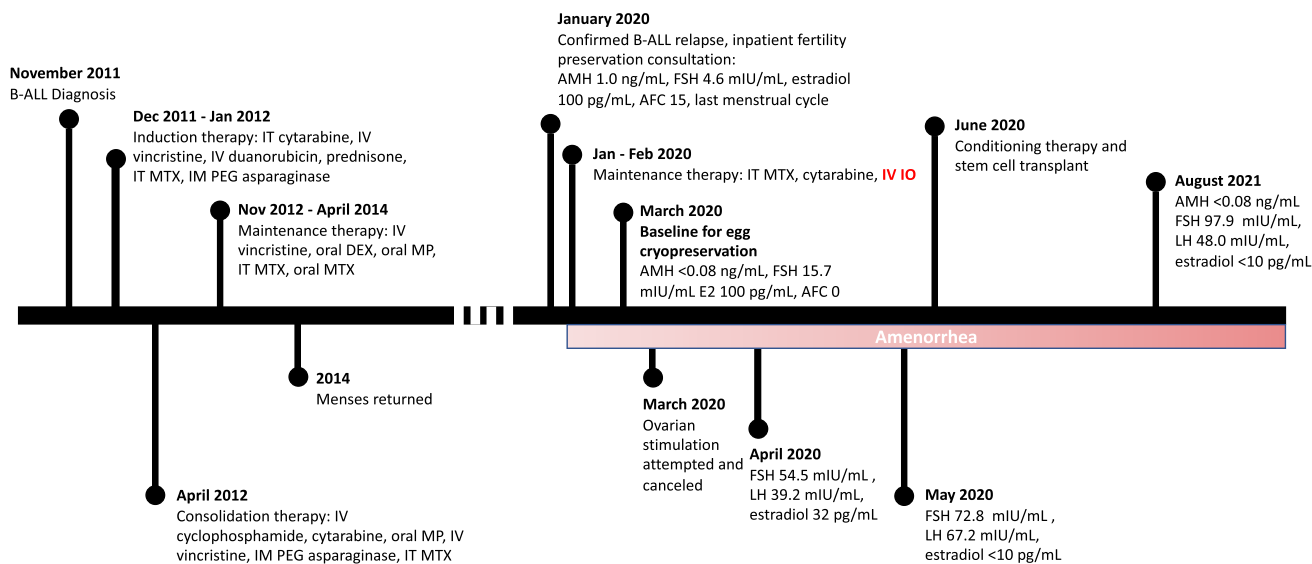 November 2011
B-ALL Diagnosis
Dec 2011 - Jan 2012
Induction therapy: IT cytarabine, IV
vincristine, IV duanorubicin, prednisone,
IT MTX, IM PEG asparaginase
Nov 2012 - April 2014
Maintenance therapy: IV
vincristine, oral DEX, oral MP,
IT MTX, oral MTX
2014
Menses returned
April 2012
Consolidation therapy: IV
cyclophosphamide, cytarabine, oral MP, IV
vincristine, IM PEG asparaginase, IT MTX
January 2020
Confirmed B-ALL relapse, inpatient fertility
preservation consultation:
AMH 1.0 ng/mL, FSH 4.6 mIU/mL, estradiol
100 pg/mL, AFC 15, last menstrual cycle
Jan - Feb 2020
Maintenance therapy: IT MTX, cytarabine, IV IO
March 2020
Baseline for egg
cryopreservation
AMH <0.08 ng/mL, FSH 15.7
mIU/mL E2 100 pg/mL, AFC 0
June 2020
Conditioning therapy and
stem cell transplant
August 2021
AMH <0.08 ng/mL
FSH 97.9 mIU/mL,
LH 48.0 mIU/mL,
estradiol <10 pg/mL
Amenorrhea
March 2020
Ovarian
stimulation
attempted and
canceled
April 2020
FSH 54.5 mIU/mL ,
LH 39.2 mIU/mL,
estradiol 32 pg/mL
May 2020
FSH 72.8 mIU/mL ,
LH 67.2 mIU/mL,
estradiol <10 pg/mL